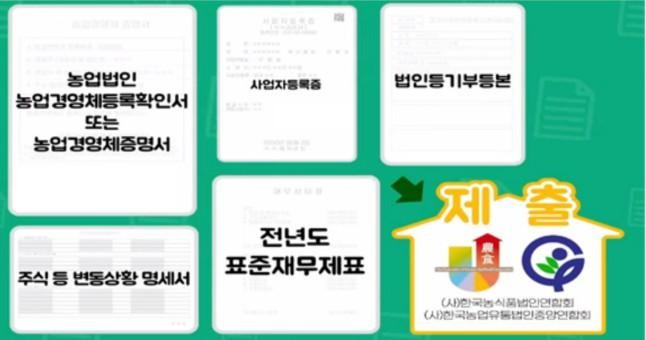 농업법인
농업경영체등록확인서
또는
농업경영체증명서
사업자등록증
법인등기부등본
주식 등 변동상황 명세서
전년도
표준재무제표
제 출
農食
(사)한국농식품법인연합회
(사)한국농업유통법인중앙연합회